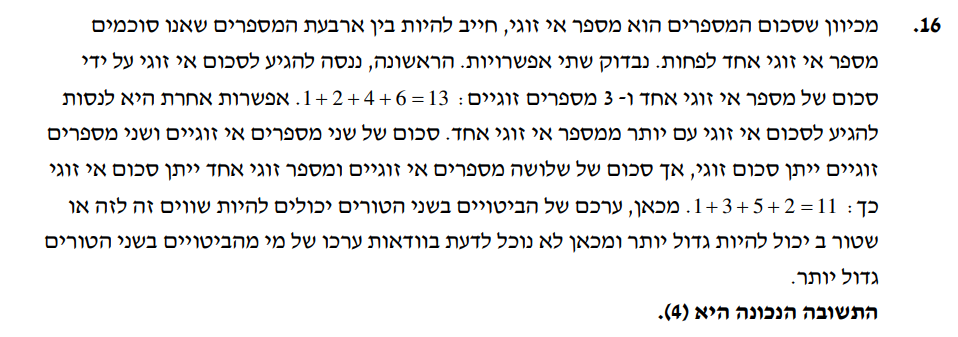 16. מכיוון שסכום המספרים הוא מספר אי זוגי, חייב להיות בין ארבעת המספרים שאנו סוכמים
מספר אי זוגי אחד לפחות. נבדוק שתי אפשרויות. הראשונה, ננסה להגיע לסכום אי זוגי על ידי
סכום של מספר אי זוגי אחד ו- 3 מספרים זוגיים: 1+2+4+6=13. אפשרות אחרת היא לנסות
להגיע לסכום אי זוגי עם יותר ממספר אי זוגי אחד. סכום של שני מספרים אי זוגיים ושני מספרים
זוגיים ייתן סכום זוגי, אך סכום של שלושה מספרים אי זוגיים ומספר זוגי אחד ייתן סכום אי זוגי
כך: 1+3+5+2=11. מכאן, ערכם של הביטויים בשני הטורים יכולים להיות שווים זה לזה או
שטור ב יכול להיות גדול יותר ומכאן לא נוכל לדעת בוודאות ערכו של מי מהביטויים בשני הטורים
גדול יותר.
התשובה הנכונה היא (4).